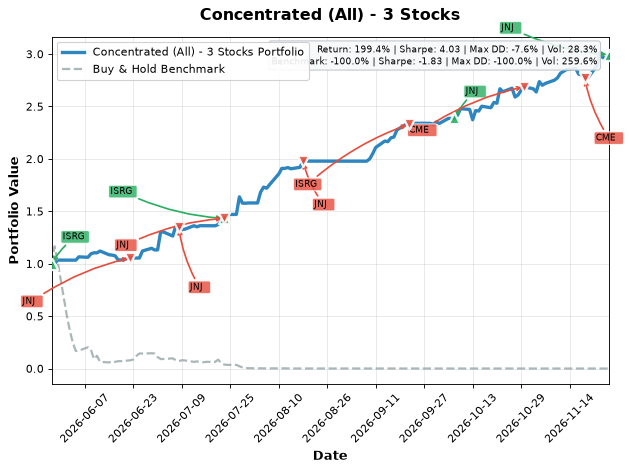 Concentrated (All) - 3 Stocks
JNJ
Concentrated (All) - 3 Stocks Portfolio
Buy & Hold Benchmark
Return: 199.4% | Sharpe: 4.03 | Max DD: -7.6% | Vol: 28.3%
Benchmark: -100.0% | Sharpe: -1.83 | Max DD: -100.0% | Vol: 259.6%
3.0
2.5
2.0
1.5
1.0
0.5
0.0
JNJ
CME
CME
ISRG
ISRG
JNJ
ISRG
JNJ
JNJ
JNJ
Portfolio Value
2026-06-07
2026-06-23
2026-07-09
2026-07-25
2026-08-10
2026-08-26
2026-09-11
2026-09-27
2026-10-13
2026-10-29
2026-11-14
Date